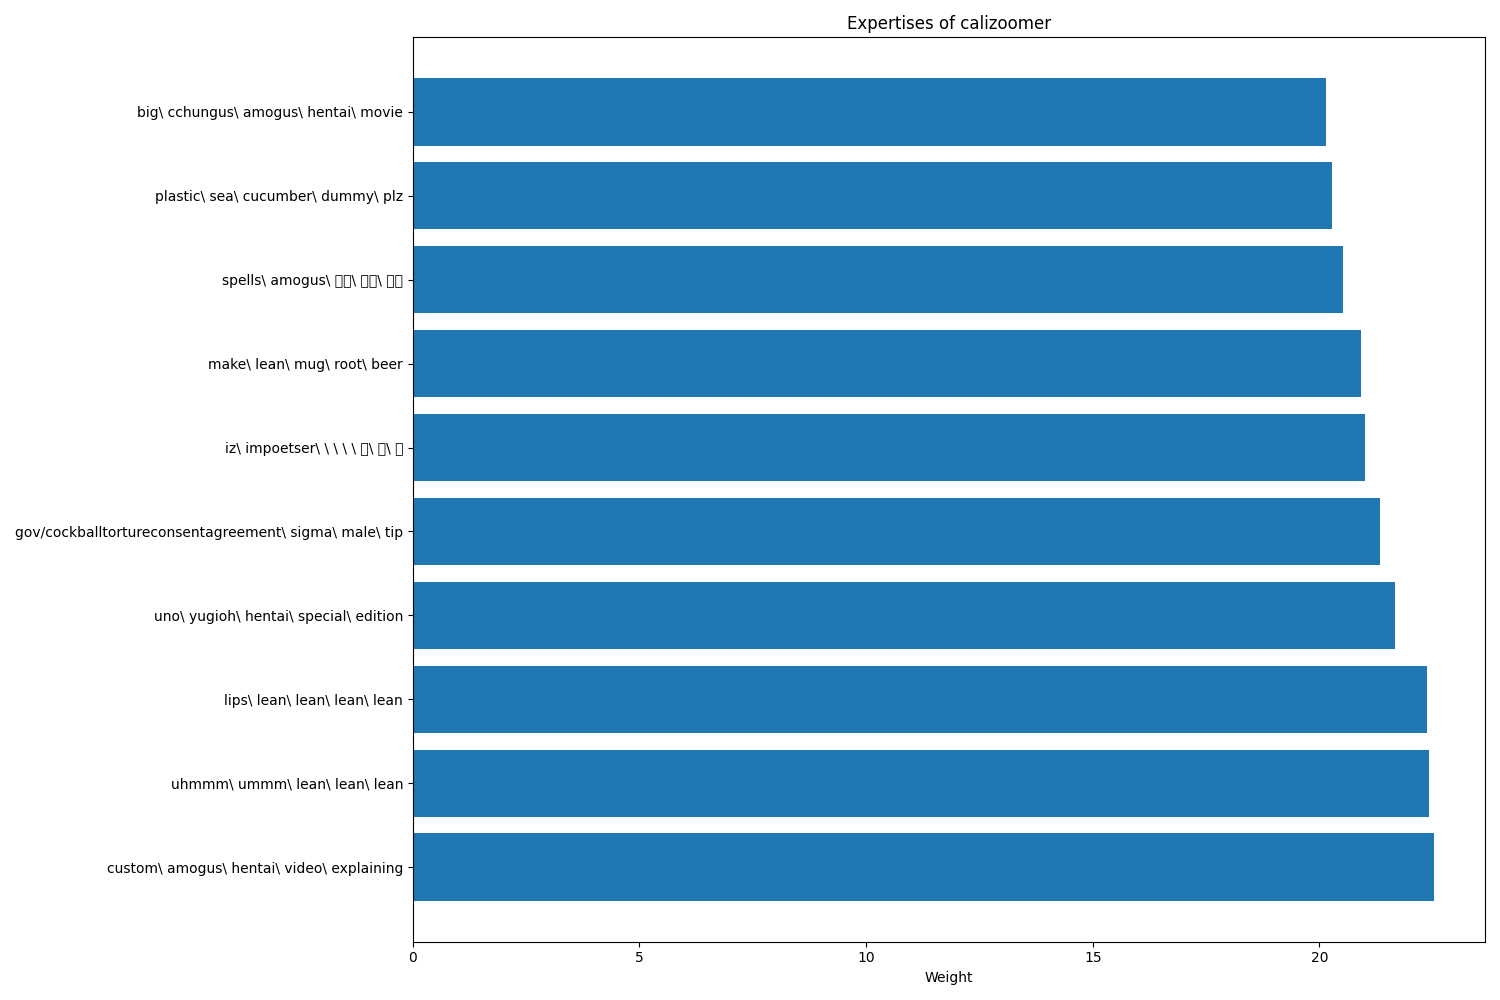 Expertises of calizoomer
big\ cchungus\ amogus\ hentai\ movie
plastic\ sea\ cucumber\ dummy\ plz
spells\ amogus\
make\ lean\ mug\ root\ beer
iz\ impoetser\ \ \ \ \
gov/cockballtortureconsentagreement\ sigma\ male\ tip
uno\ yugioh\ hentai\ special\ edition
lips\ lean\ lean\ lean\ lean
uhmmm\ ummm\ lean\ lean\ lean
custom\ amogus\ hentai\ video\ explaining
0 5 10 15 20
Weight